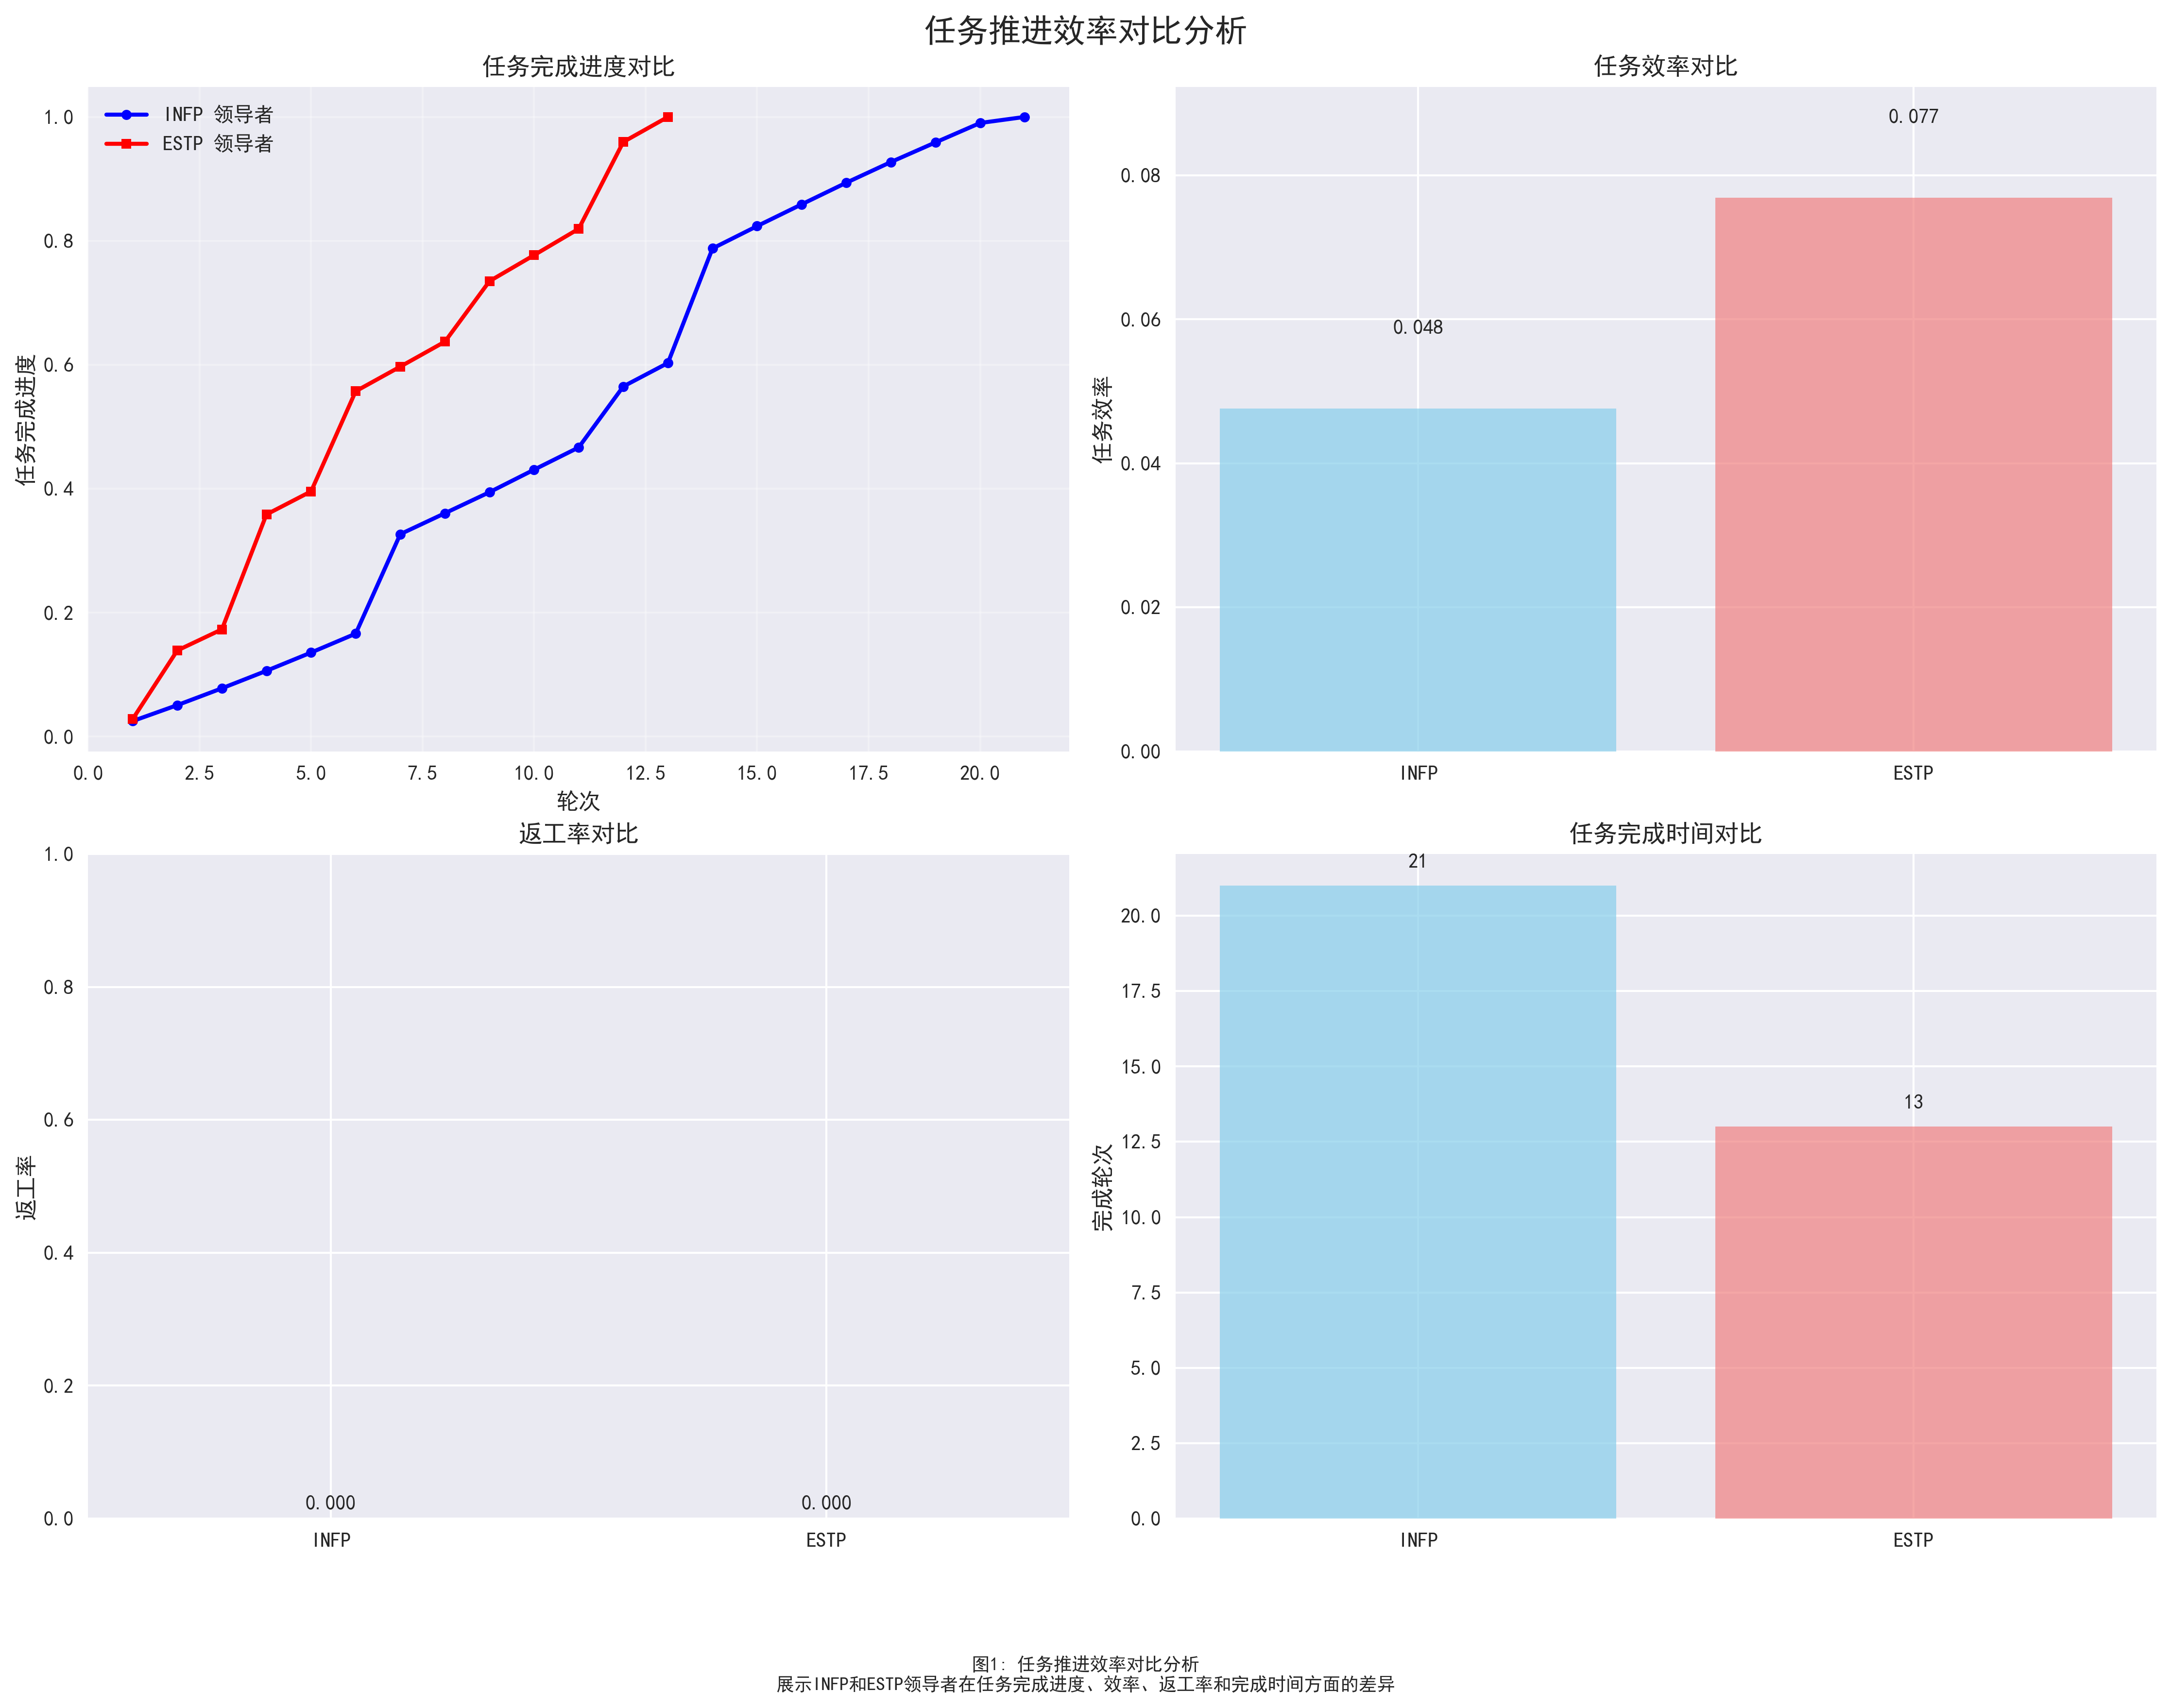 任务推进效率对比分析
任务完成进度对比
INFP 领导者
ESTP 领导者
任务完成进度
1.0
0.8
0.6
0.4
0.2
0.0
0.0 2.5 5.0 7.5 10.0 12.5 15.0 17.5 20.0
轮次
任务效率对比
任务效率
0.08
0.06
0.04
0.02
0.00
0.048
0.077
INFP ESTP
返工率对比
返工率
1.0
0.8
0.6
0.4
0.2
0.0
0.000 0.000
INFP ESTP
任务完成时间对比
完成轮次
20.0
17.5
15.0
12.5
10.0
7.5
5.0
2.5
0.0
21
13
INFP ESTP
图1: 任务推进效率对比分析
展示INFP和ESTP领导者在任务完成进度、效率、返工率和完成时间方面的差异